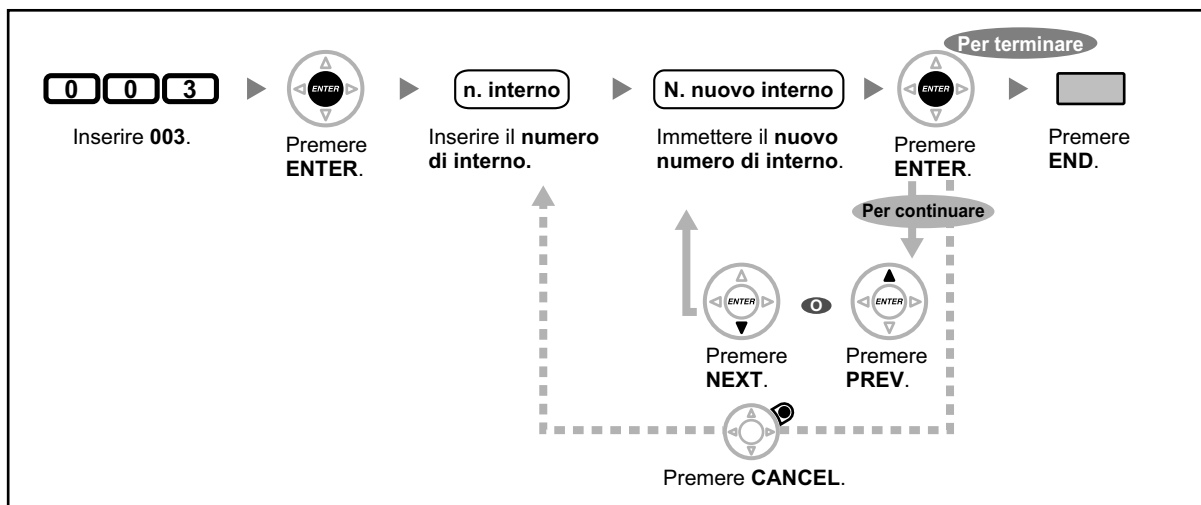 Per terminare
0 0 3
ENTER
n. interno
N. nuovo interno
ENTER
Inserire 003.
Premere
ENTER.
Inserire il numero
di interno.
Immettere il nuovo
numero di interno.
Premere
ENTER.
Premere
END.
Per continuare
ENTER
O
ENTER
Premere
NEXT.
Premere
PREV.
Premere CANCEL.